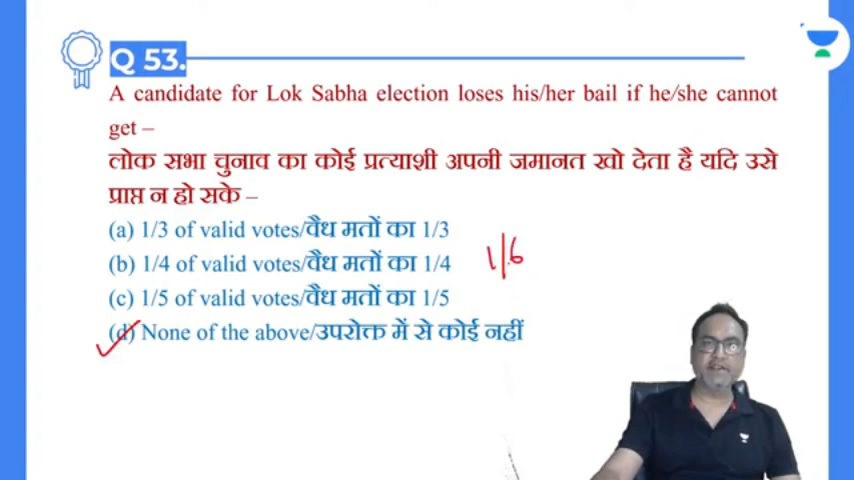 Q 53.
A candidate for Lok Sabha election loses his/her bail if he/she cannot
get –
लोक सभा चुनाव का कोई प्रत्याशी अपनी जमानत खो देता है यदि उसे
प्राप्त न हो सके –
(a) 1/3 of valid votes/वैध मतों का 1/3
(b) 1/4 of valid votes/वैध मतों का 1/4
1/6
(c) 1/5 of valid votes/वैध मतों का 1/5
(d) None of the above/उपरोक्त में से कोई नहीं